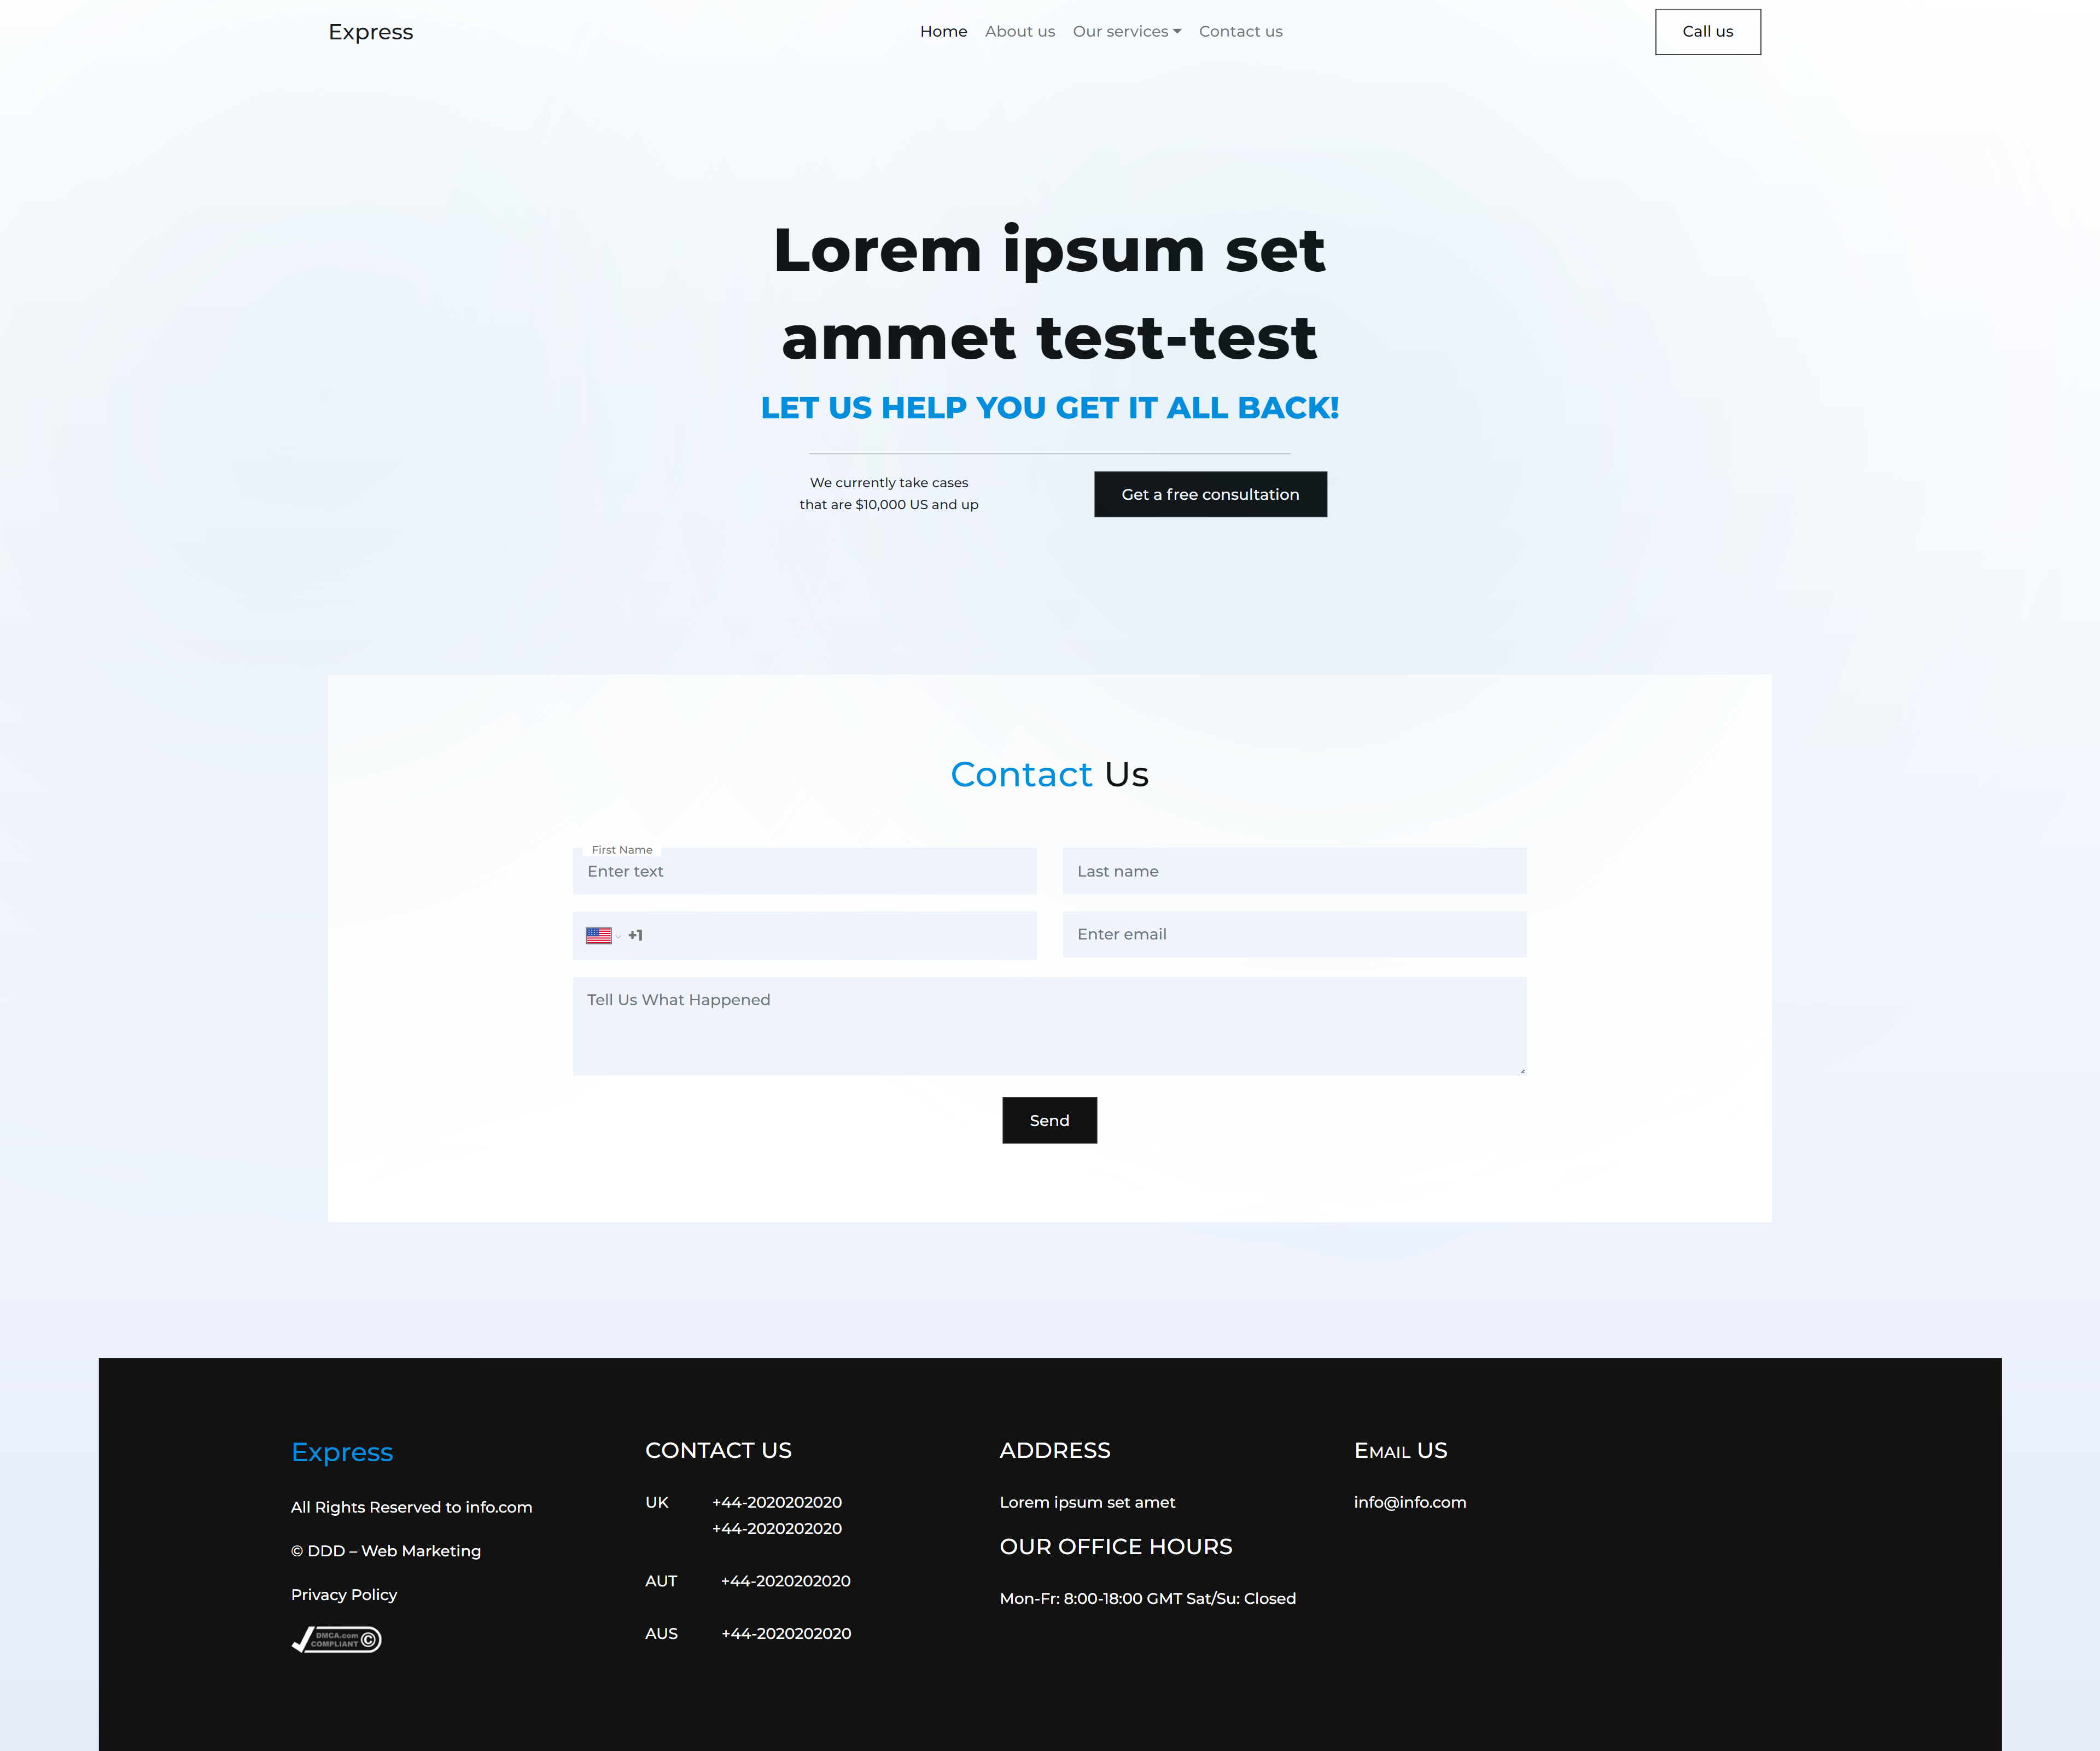 Express
Home About us Our services Contact us
Call us
Lorem ipsum set
ammet test-test
LET US HELP YOU GET IT ALL BACK!
We currently take cases
that are $10,000 US and up
Get a free consultation
Contact Us
First Name
Enter text
Last name
+1
Enter email
Tell Us What Happened
Send
Express
All Rights Reserved to info.com
© DDD – Web Marketing
Privacy Policy
DMCA.com
COMPLIANT ©
CONTACT US
UK +44-2020202020
+44-2020202020
AUT +44-2020202020
AUS +44-2020202020
ADDRESS
Lorem ipsum set amet
OUR OFFICE HOURS
Mon-Fr: 8:00-18:00 GMT Sat/Su: Closed
Email US
info@info.com